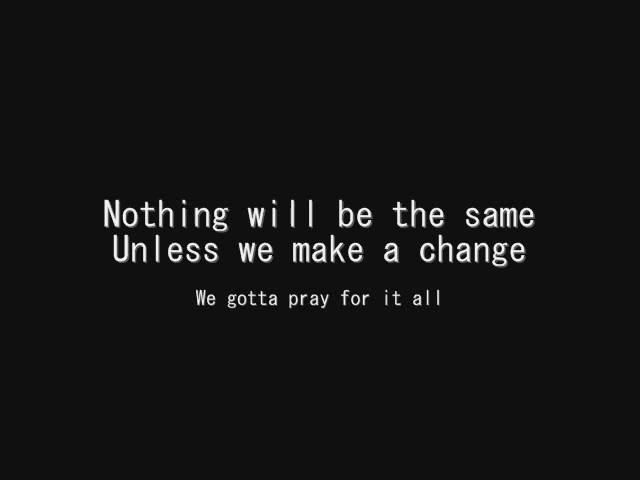 Nothing will be the same
Unless we make a change
We gotta pray for it all